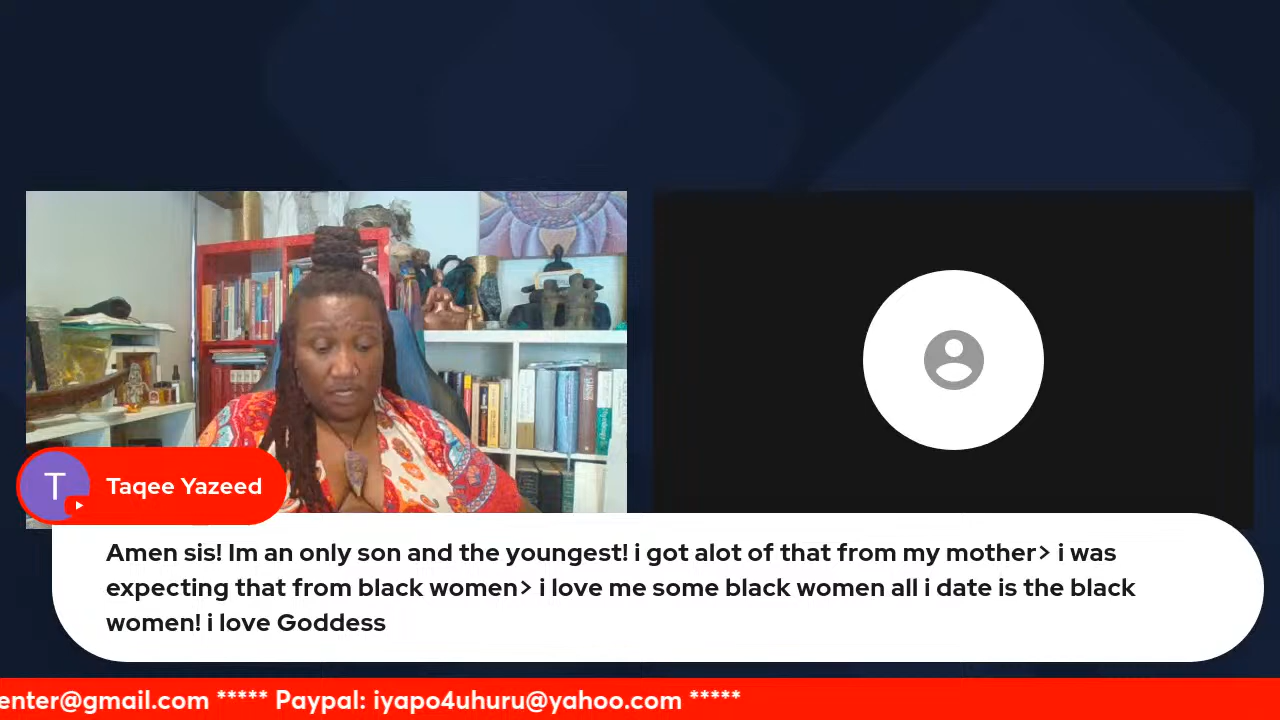 T
Taqee Yazeed
Amen sis! Im an only son and the youngest! i got alot of that from my mother> i was
expecting that from black women> i love me some black women all i date is the black
women! i love Goddess
enter@gmail.com ***** Paypal: iyapo4uhuru@yahoo.com *****